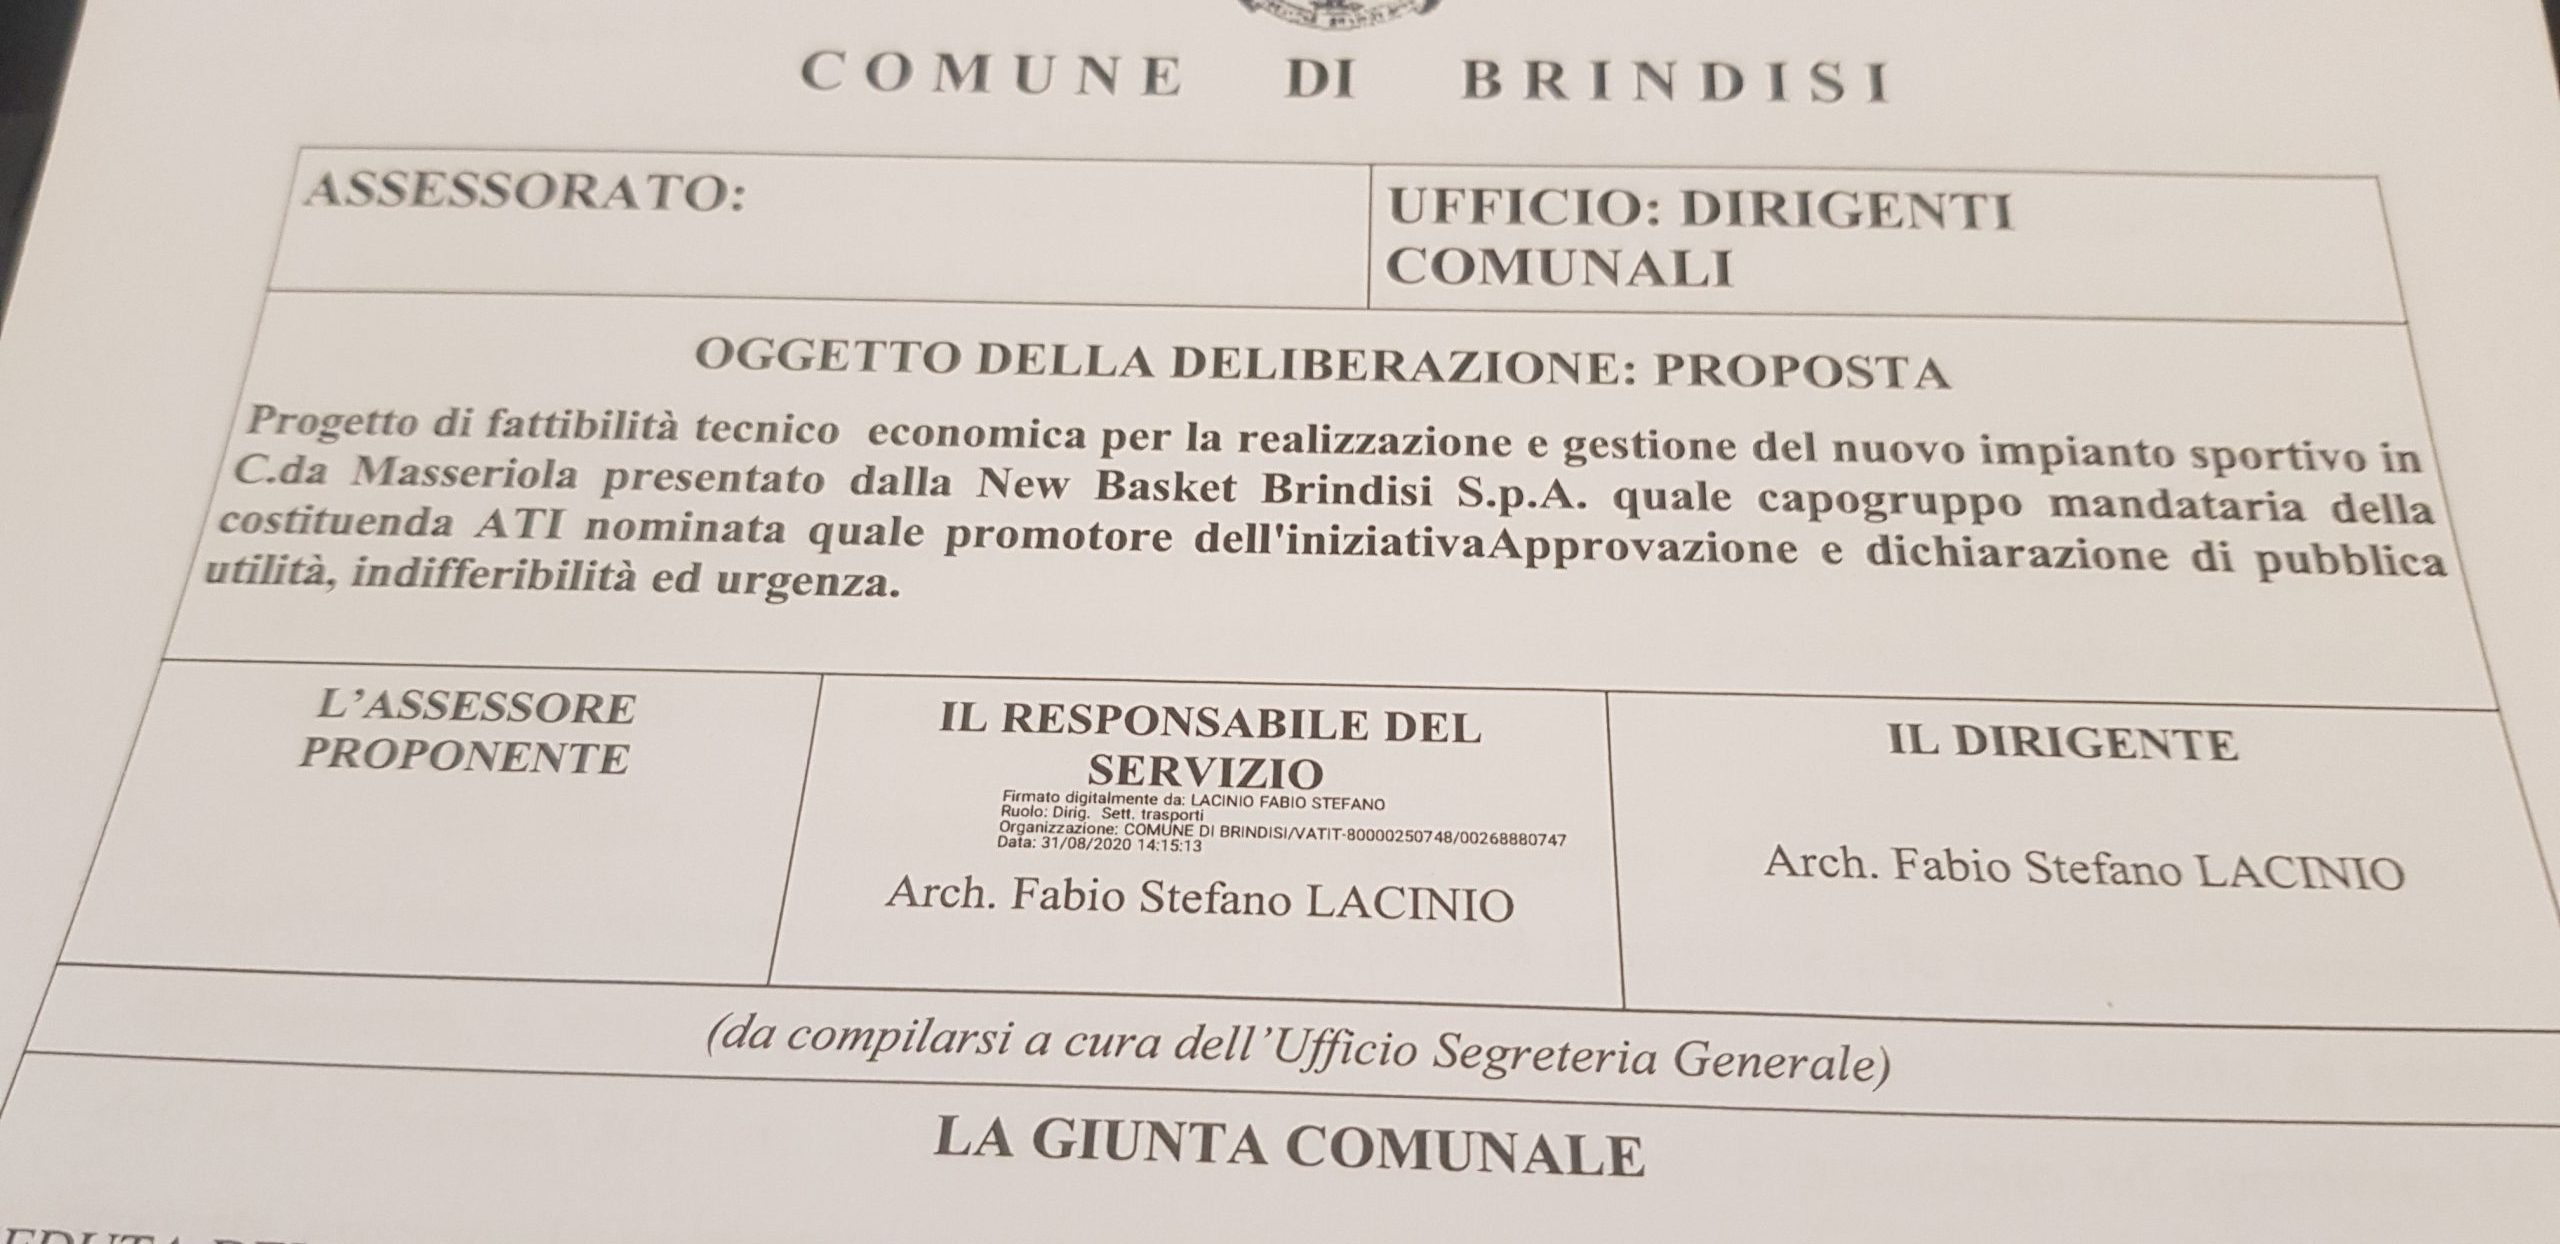 COMUNE DI BRINDISI
ASSESSORATO:
UFFICIO: DIRIGENTI
COMUNALI
OGGETTO DELLA DELIBERAZIONE: PROPOSTA
Progetto di fattibilità tecnico economica per la realizzazione e gestione del nuovo impianto sportivo in
C.da Masseriola presentato dalla New Basket Brindisi S.p.A. quale capogruppo mandataria della
costituenda ATI nominata quale promotore dell'iniziativaApprovazione e dichiarazione di pubblica
utilità, indifferibilità ed urgenza.
L'ASSESSORE
PROPONENTE
IL RESPONSABILE DEL
SERVIZIO
Firmato digitalmente da: LACINIO FABIO STEFANO
Ruolo: Dirig. Sett. trasporti
Organizzazione: COMUNE DI BRINDISI/VATIT-80000250748/00268880747
Data: 31/08/2020 14:15:13
Arch. Fabio Stefano LACINIO
IL DIRIGENTE
Arch. Fabio Stefano LACINIO
(da compilarsi a cura dell'Ufficio Segreteria Generale)
LA GIUNTA COMUNALE